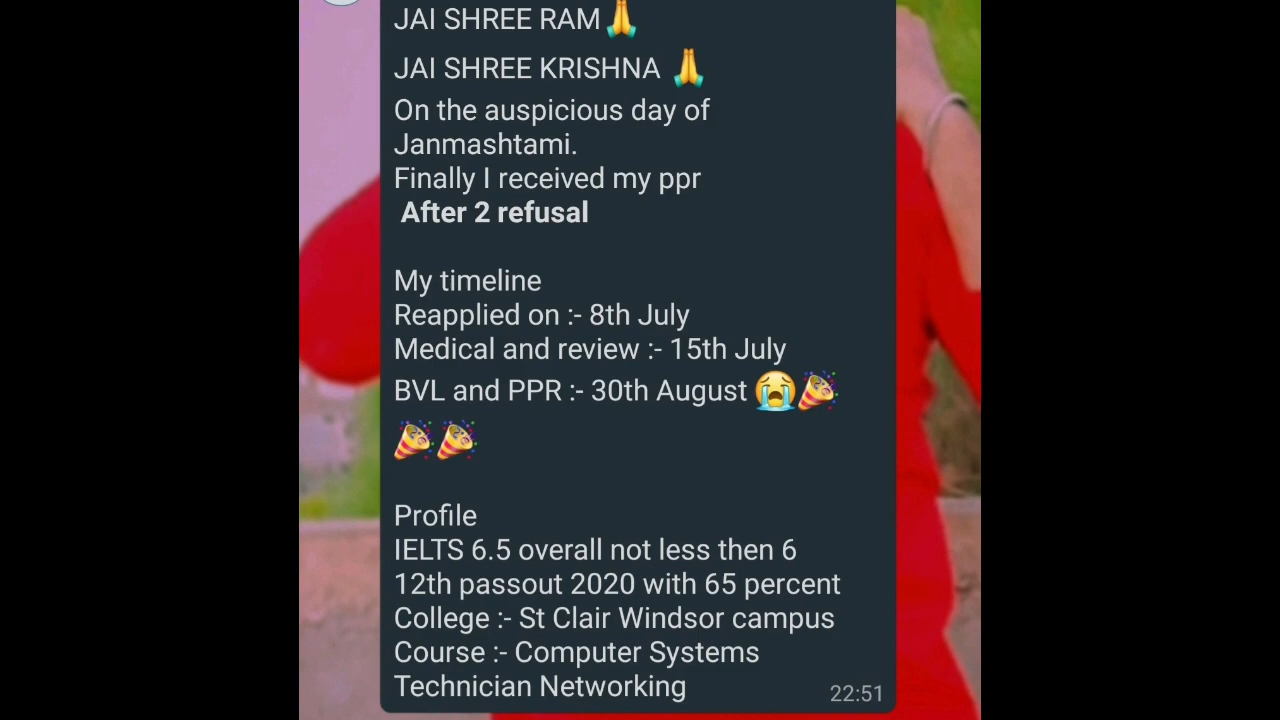 JAI SHREE RAM🙏
JAI SHREE KRISHNA 🙏
On the auspicious day of
Janmashtami.
Finally I received my ppr
After 2 refusal
My timeline
Reapplied on :- 8th July
Medical and review :- 15th July
BVL and PPR :- 30th August 😭🎉
🎉🎉
Profile
IELTS 6.5 overall not less then 6
12th passout 2020 with 65 percent
College :- St Clair Windsor campus
Course :- Computer Systems
Technician Networking
22:51